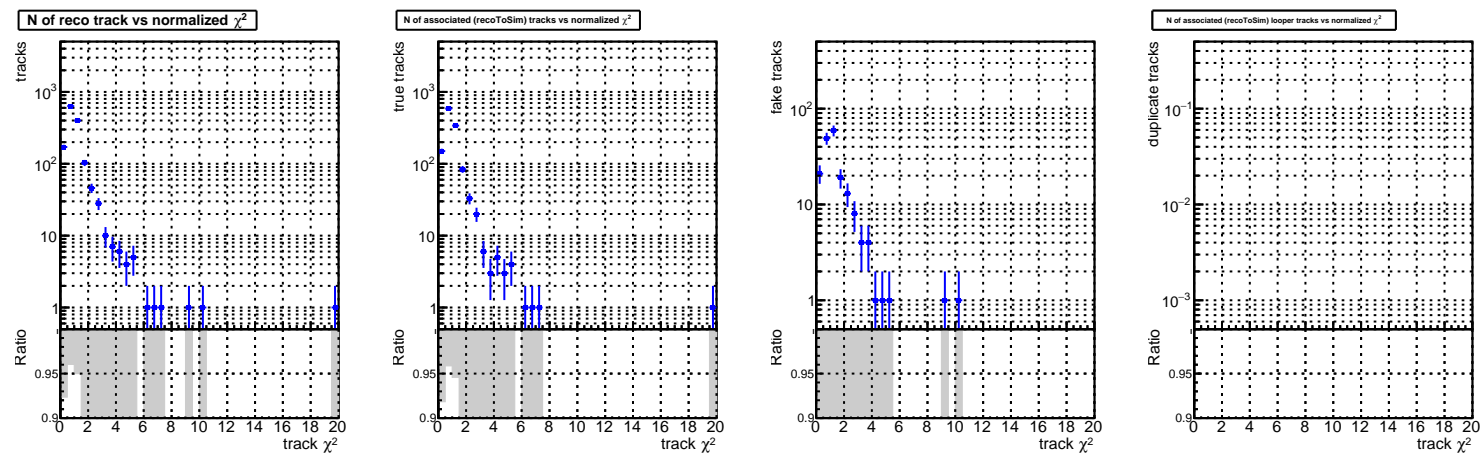 N of reco track vs normalized χ²
tracks
10³
10²
10
1
Ratio
0.95
0.9
0 2 4 6 8 10 12 14 16 18 20
track χ²
N of associated (recoToSim) tracks vs normalized χ²
true tracks
10³
10²
10
1
Ratio
0.95
0.9
0 2 4 6 8 10 12 14 16 18 20
track χ²
fake tracks
10²
10
1
Ratio
0.95
0.9
0 2 4 6 8 10 12 14 16 18 20
track χ²
N of associated (recoToSim) looper tracks vs normalized χ²
duplicate tracks
10⁻¹
10⁻²
10⁻³
Ratio
0.95
0.9
0 2 4 6 8 10 12 14 16 18 20
track χ²